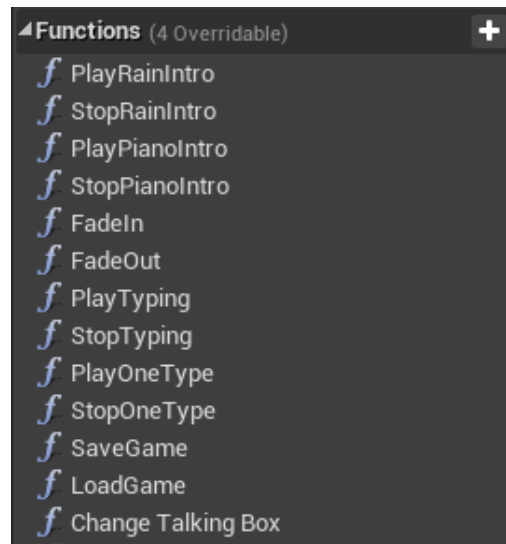 Functions (4 Overridable)
PlayRainIntro
StopRainIntro
PlayPianoIntro
StopPianoIntro
FadeIn
FadeOut
PlayTyping
StopTyping
PlayOneType
StopOneType
SaveGame
LoadGame
Change Talking Box